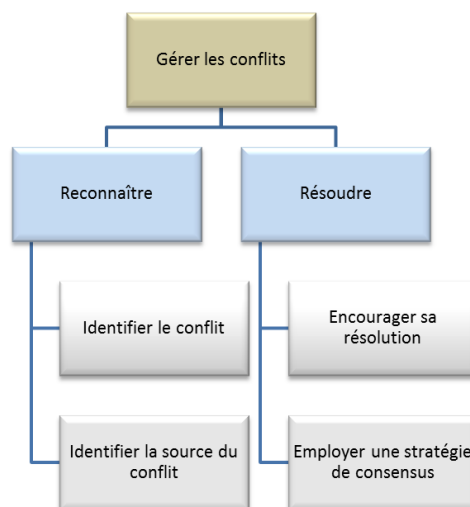 Gérer les conflits
Reconnaître
Résoudre
Identifier le conflit
Encourager sa
résolution
Identifier la source du
conflit
Employer une stratégie
de consensus